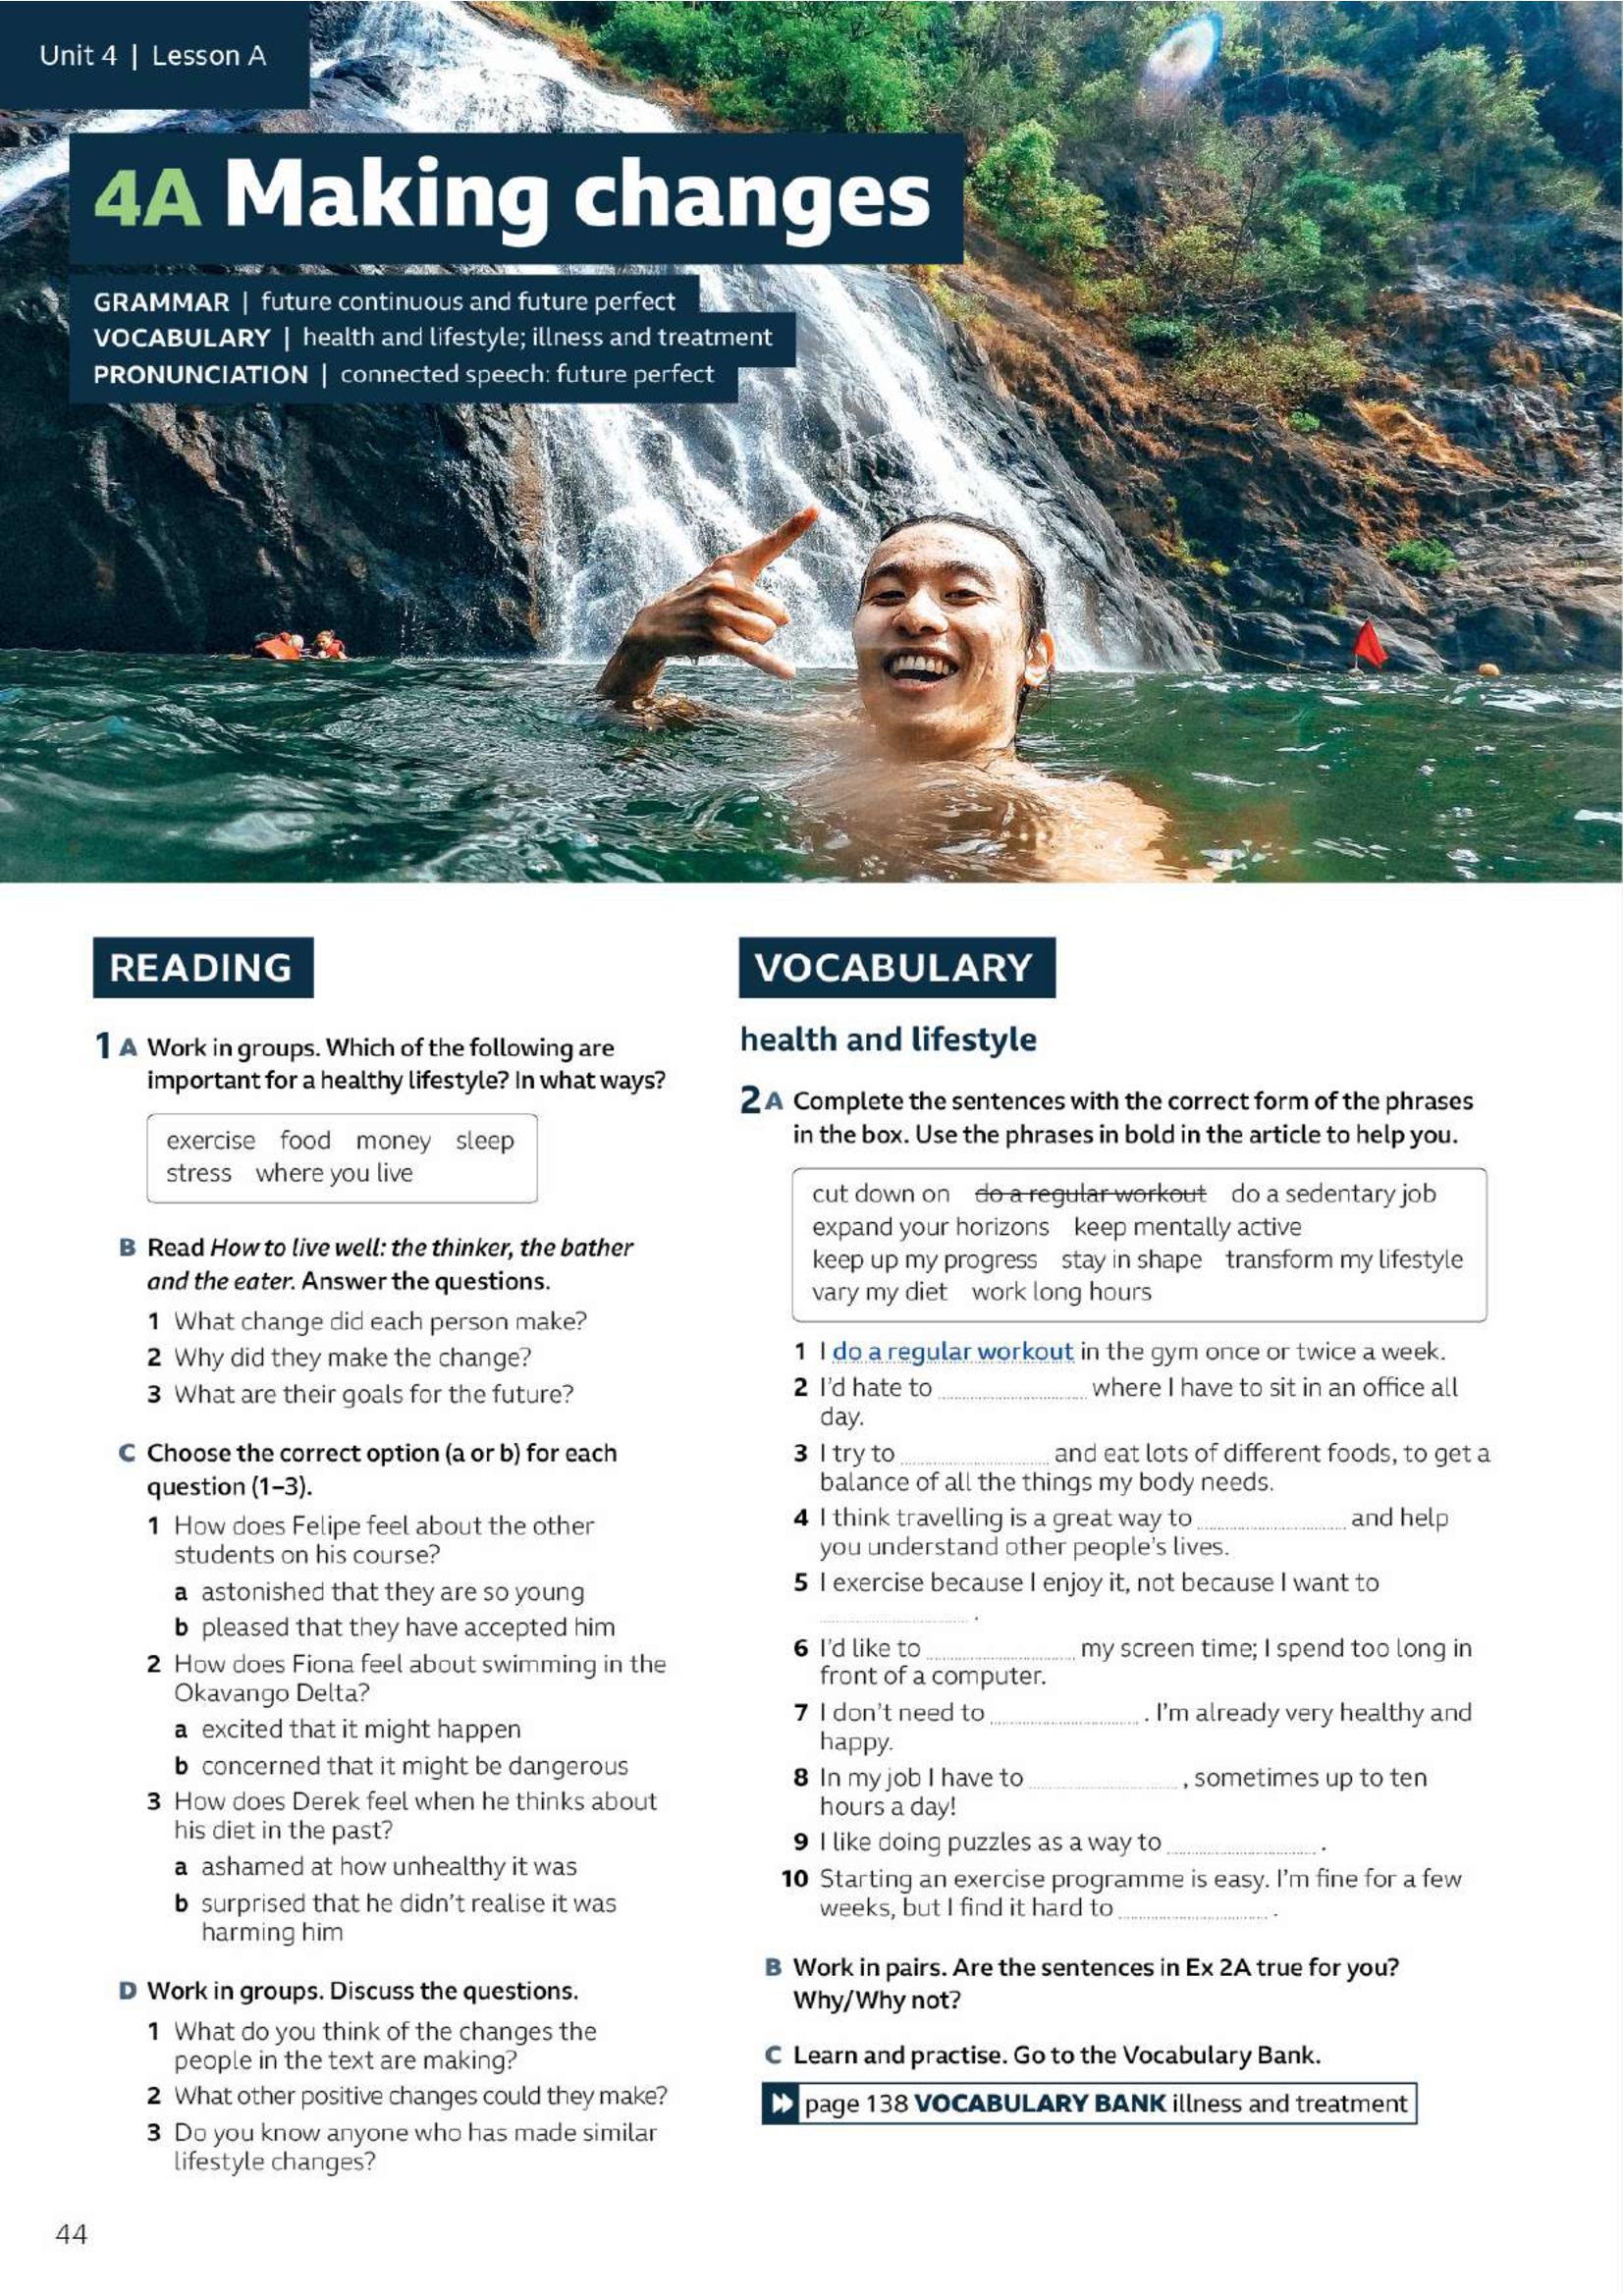 Unit 4 | Lesson A
4A Making changes
GRAMMAR | future continuous and future perfect
VOCABULARY | health and lifestyle; illness and treatment
PRONUNCIATION | connected speech: future perfect
READING
1 A Work in groups. Which of the following are
important for a healthy lifestyle? In what ways?
exercise food money sleep
stress where you live
B Read How to live well: the thinker, the bather
and the eater. Answer the questions.
1 What change did each person make?
2 Why did they make the change?
3 What are their goals for the future?
C Choose the correct option (a or b) for each
question (1–3).
1 How does Felipe feel about the other
students on his course?
a astonished that they are so young
b pleased that they have accepted him
2 How does Fiona feel about swimming in the
Okavango Delta?
a excited that it might happen
b concerned that it might be dangerous
3 How does Derek feel when he thinks about
his diet in the past?
a ashamed at how unhealthy it was
b surprised that he didn't realise it was
harming him
D Work in groups. Discuss the questions.
1 What do you think of the changes the
people in the text are making?
2 What other positive changes could they make?
3 Do you know anyone who has made similar
lifestyle changes?
VOCABULARY
health and lifestyle
2 A Complete the sentences with the correct form of the phrases
in the box. Use the phrases in bold in the article to help you.
cut down on do a regular workout do a sedentary job
expand your horizons keep mentally active
keep up my progress stay in shape transform my lifestyle
vary my diet work long hours
1 I do a regular workout in the gym once or twice a week.
2 I'd hate to ............ where I have to sit in an office all
day.
3 I try to ............ and eat lots of different foods, to get a
balance of all the things my body needs.
4 I think travelling is a great way to ............ and help
you understand other people's lives.
5 I exercise because I enjoy it, not because I want to
............ .
6 I'd like to ............ my screen time; I spend too long in
front of a computer.
7 I don't need to ............ . I'm already very healthy and
happy.
8 In my job I have to ............ , sometimes up to ten
hours a day!
9 I like doing puzzles as a way to ............ .
10 Starting an exercise programme is easy. I'm fine for a few
weeks, but I find it hard to ............ .
B Work in pairs. Are the sentences in Ex 2A true for you?
Why/Why not?
C Learn and practise. Go to the Vocabulary Bank.
page 138 VOCABULARY BANK illness and treatment
44